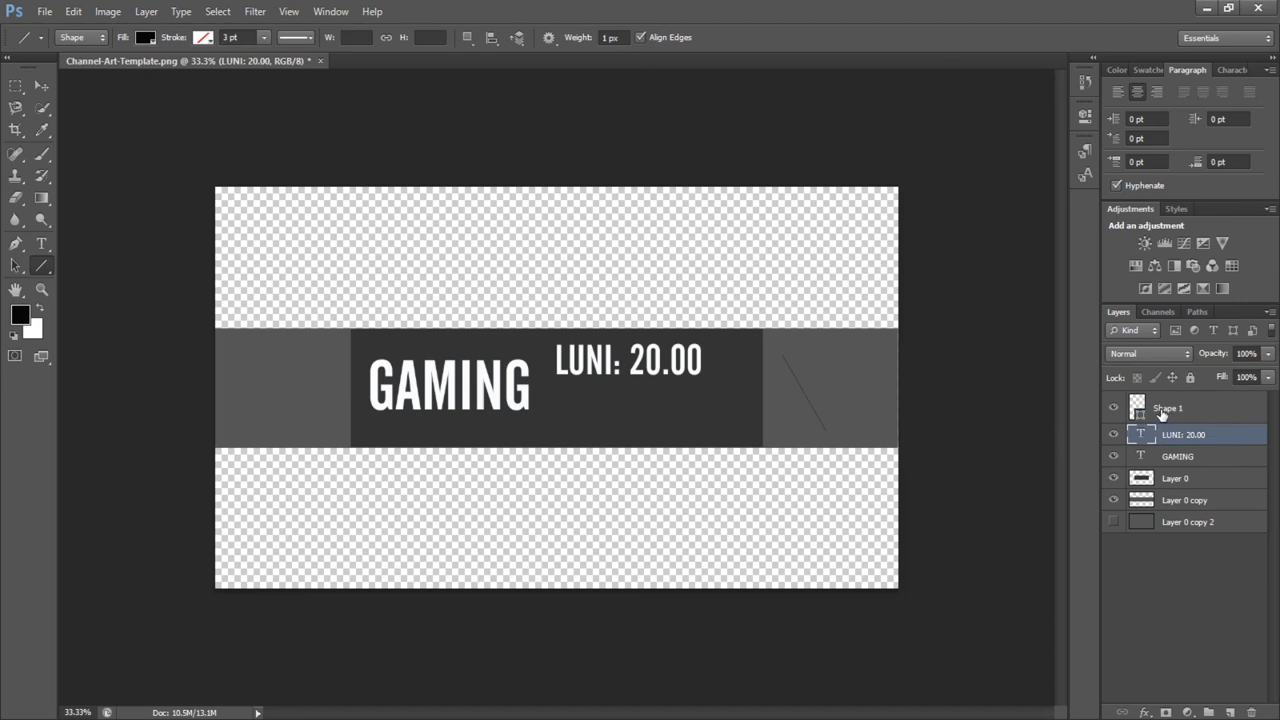 Ps File Edit Image Layer Type Select Filter View Window Help
Shape Fill: Stroke: 3 pt W: H: Weight: 1 px Align Edges Essentials
Channel-Art-Template.png @ 33.3% (LUNI: 20.00, RGB/8) * ×
Color Swatche Paragraph Charact
0 pt 0 pt
0 pt
0 pt 0 pt
Hyphenate
Adjustments Styles
Add an adjustment
Layers Channels Paths
Kind
Normal Opacity: 100%
Lock: Fill: 100%
GAMING
LUNI: 20.00
Shape 1
T LUNI: 20.00
T GAMING
Layer 0
Layer 0 copy
Layer 0 copy 2
33.33% Doc: 10.5M/13.1M